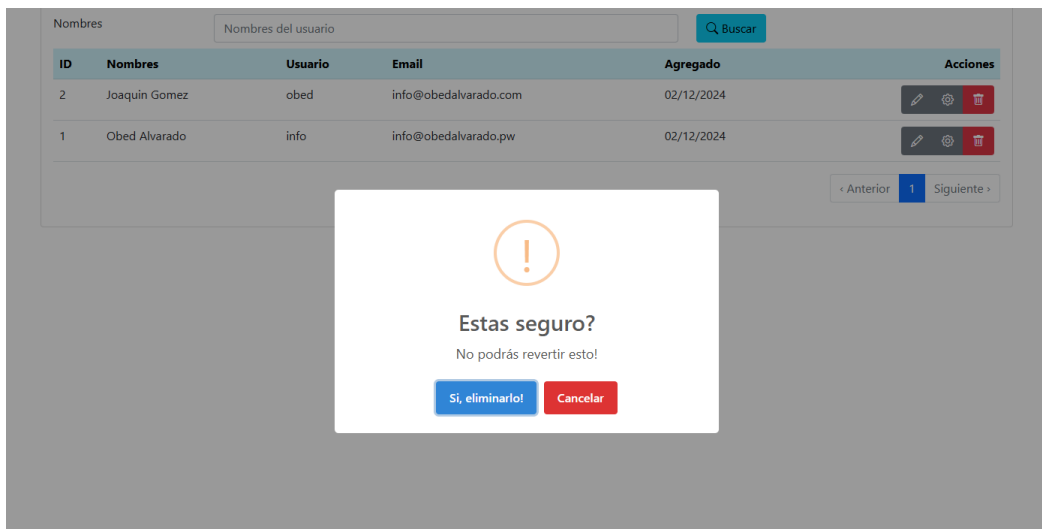 Nombres Nombres del usuario Buscar
ID Nombres Usuario Email Agregado Acciones
2 Joaquin Gomez obed info@obedalvarado.com 02/12/2024
1 Obed Alvarado info info@obedalvarado.pw 02/12/2024
‹ Anterior 1 Siguiente ›
!
Estas seguro?
No podrás revertir esto!
Si, eliminarlo! Cancelar